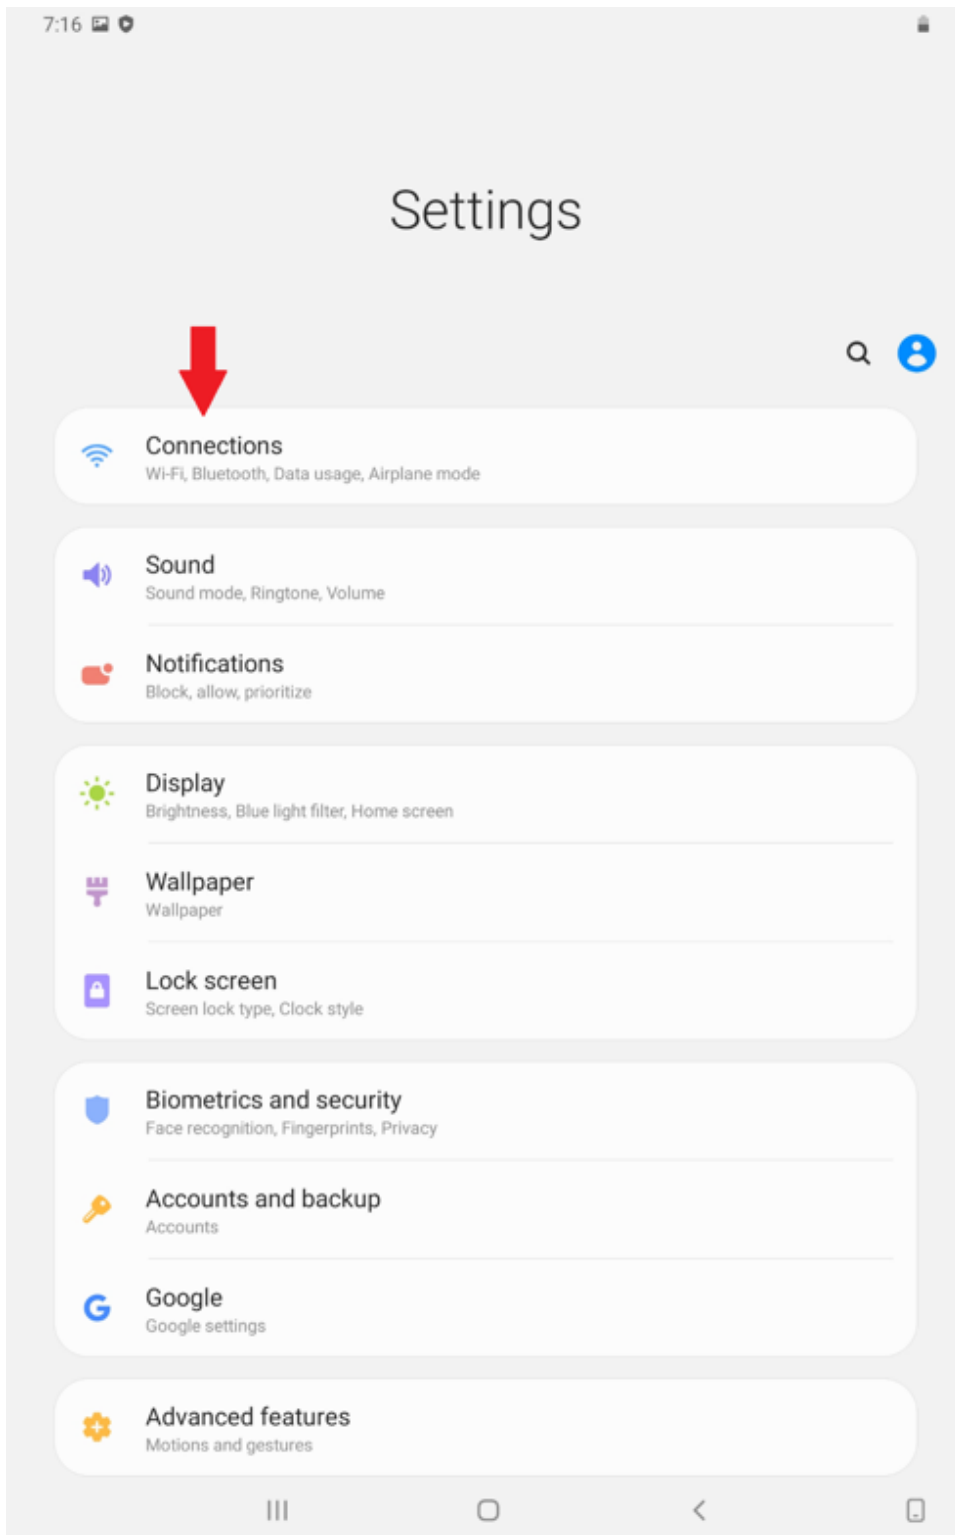 7:16
Settings
Connections
Wi-Fi, Bluetooth, Data usage, Airplane mode
Sound
Sound mode, Ringtone, Volume
Notifications
Block, allow, prioritize
Display
Brightness, Blue light filter, Home screen
Wallpaper
Wallpaper
Lock screen
Screen lock type, Clock style
Biometrics and security
Face recognition, Fingerprints, Privacy
Accounts and backup
Accounts
Google
Google settings
Advanced features
Motions and gestures